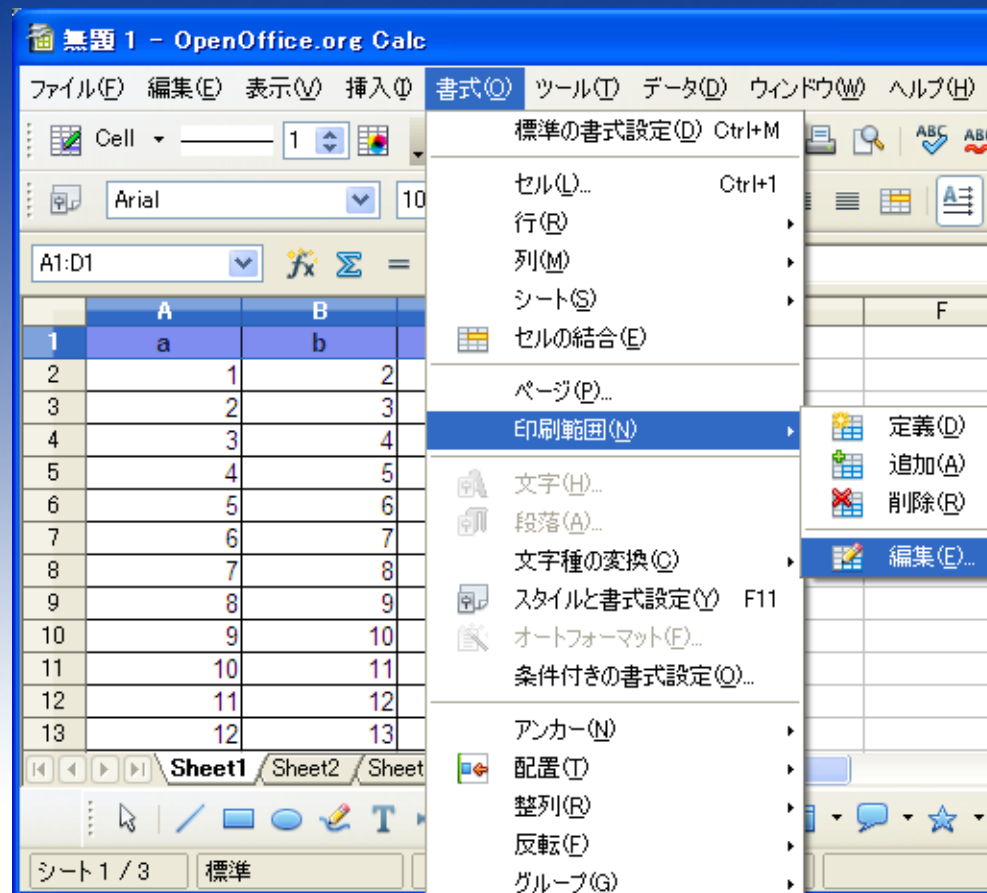 無題 1 - OpenOffice.org Calc
ファイル(F) 編集(E) 表示(V) 挿入(I) 書式(O) ツール(T) データ(D) ウィンドウ(W) ヘルプ(H)
Cell 1 ABC
Arial 10
A1:D1
A B F
1 a b
2 1 2
3 2 3
4 3 4
5 4 5
6 5 6
7 6 7
8 7 8
9 8 9
10 9 10
11 10 11
12 11 12
13 12 13
Sheet1 Sheet2 Sheet
シート 1 / 3 標準
標準の書式設定(D) Ctrl+M
セル(L)... Ctrl+1
行(R)
列(M)
シート(S)
セルの結合(E)
ページ(P)...
印刷範囲(N)
文字(H)...
段落(A)...
文字種の変換(C)
スタイルと書式設定(Y) F11
オートフォーマット(F)...
条件付きの書式設定(O)...
アンカー(N)
配置(T)
整列(R)
反転(F)
グループ(G)
定義(D)
追加(A)
削除(R)
編集(E)...